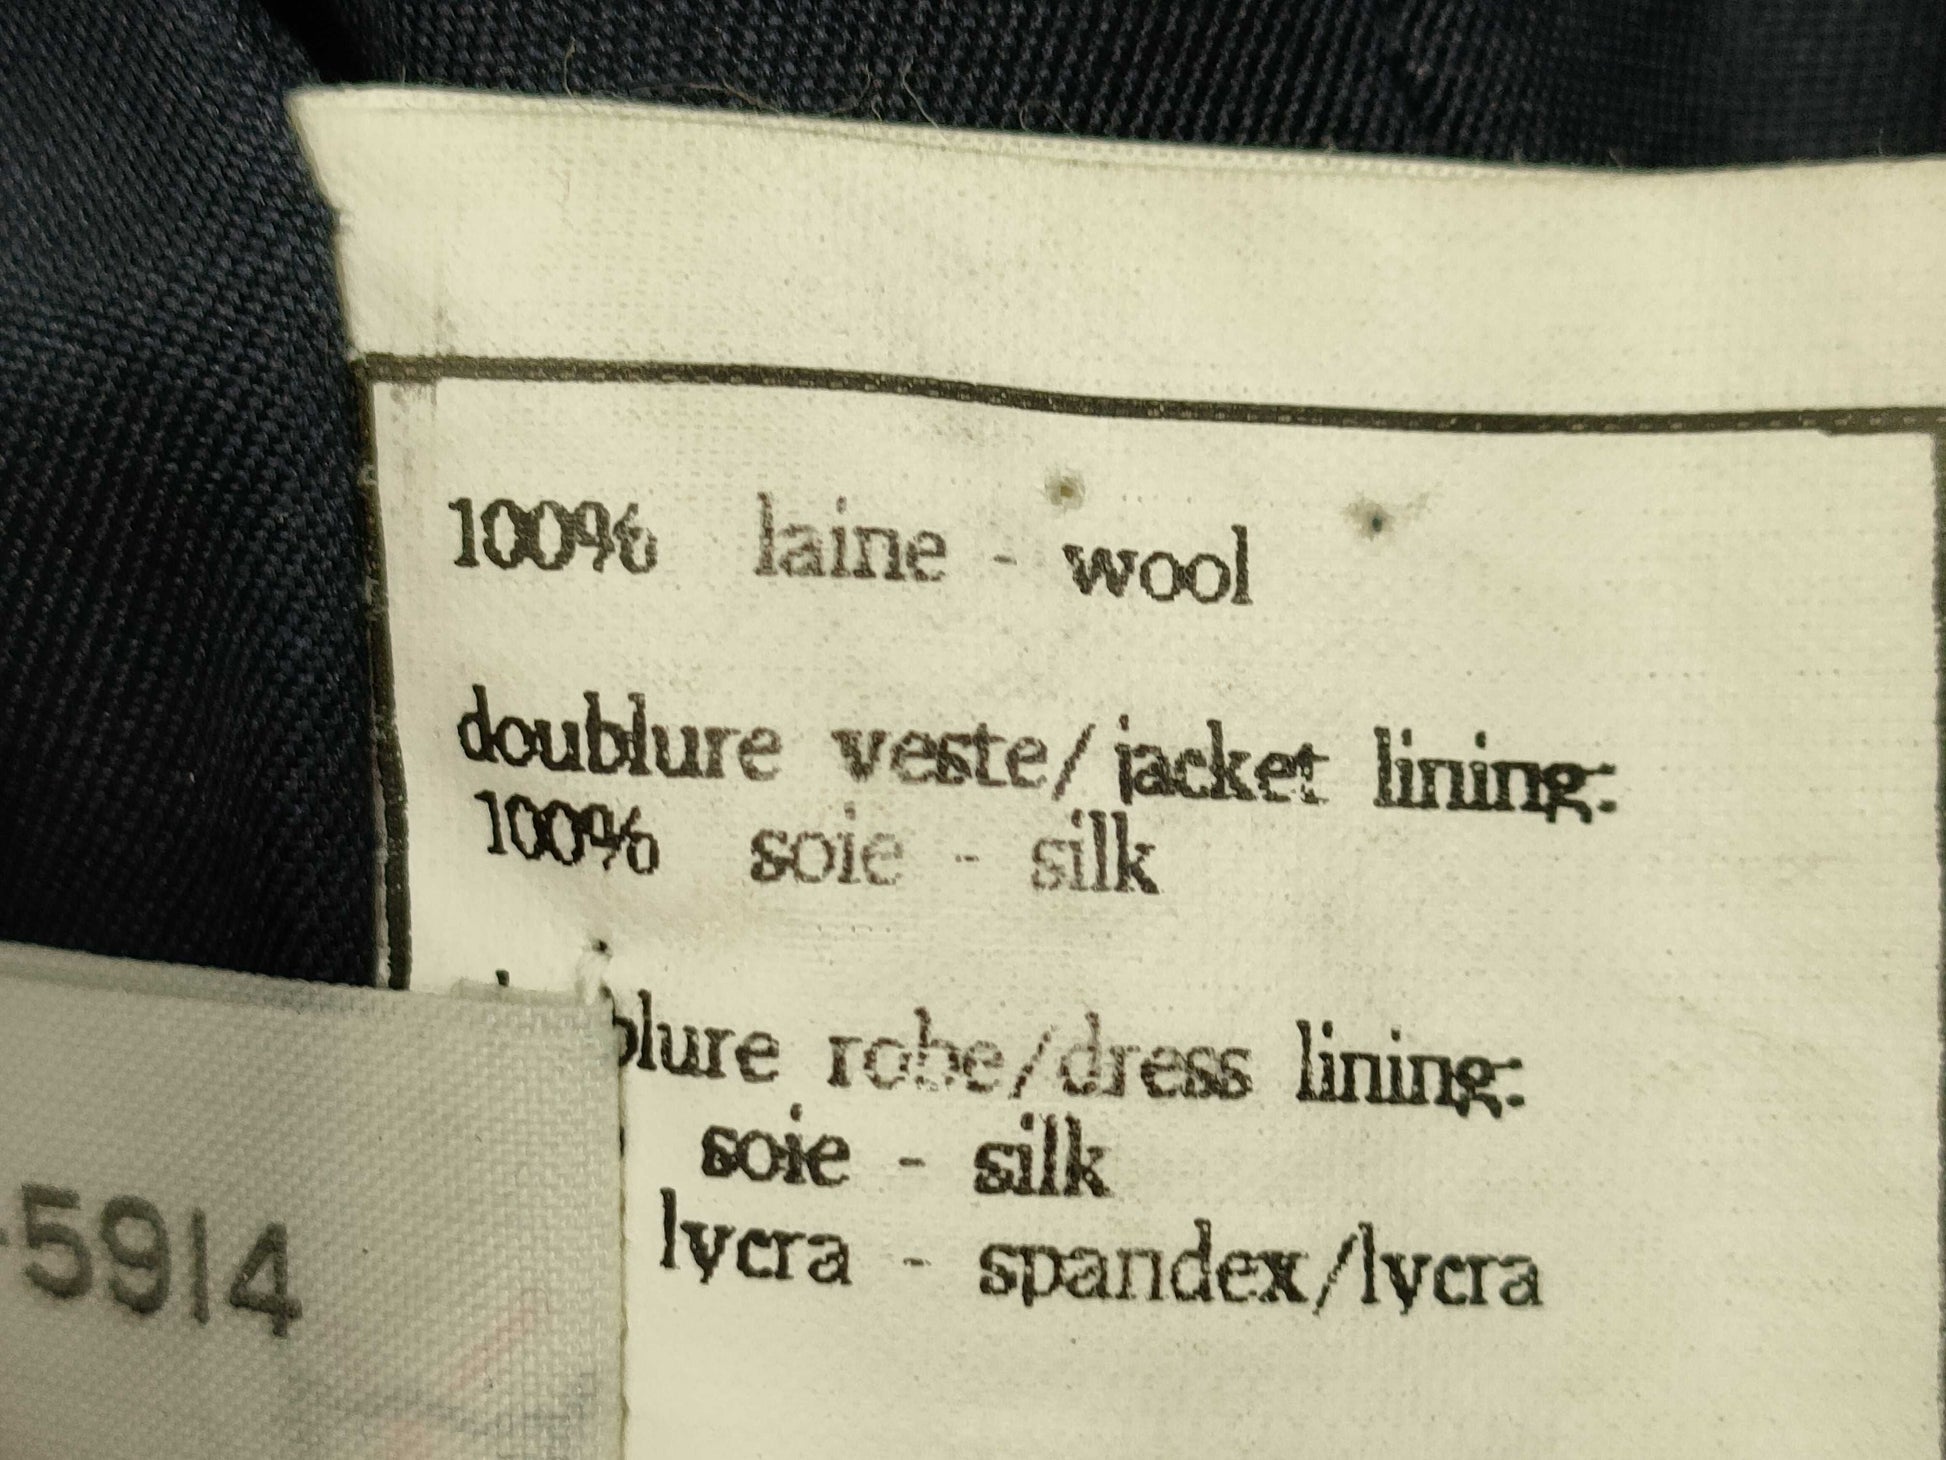 100% laine - wool
doublure veste/jacket lining:
100% soie - silk
blure robe/dress lining:
soie - silk
lycra - spandex/lycra
-5914